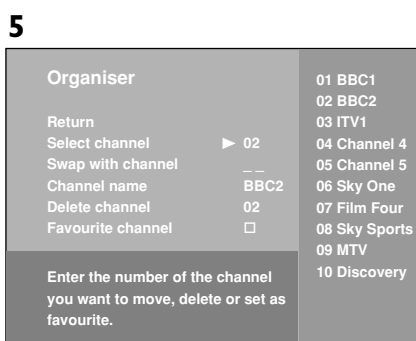 5
Organiser
Return
Select channel ▶ 02
Swap with channel _ _
Channel name BBC2
Delete channel 02
Favourite channel □
Enter the number of the channel
you want to move, delete or set as
favourite.
01 BBC1
02 BBC2
03 ITV1
04 Channel 4
05 Channel 5
06 Sky One
07 Film Four
08 Sky Sports
09 MTV
10 Discovery